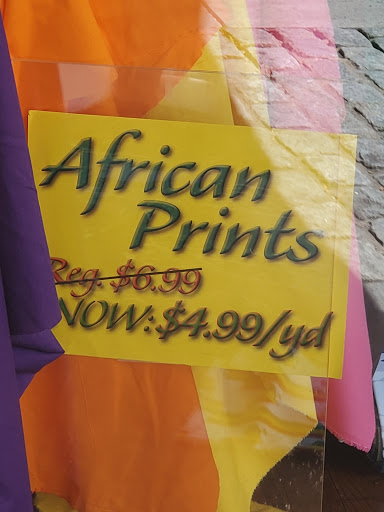 African
Prints
Reg. $6.99
NOW: $4.99/yd